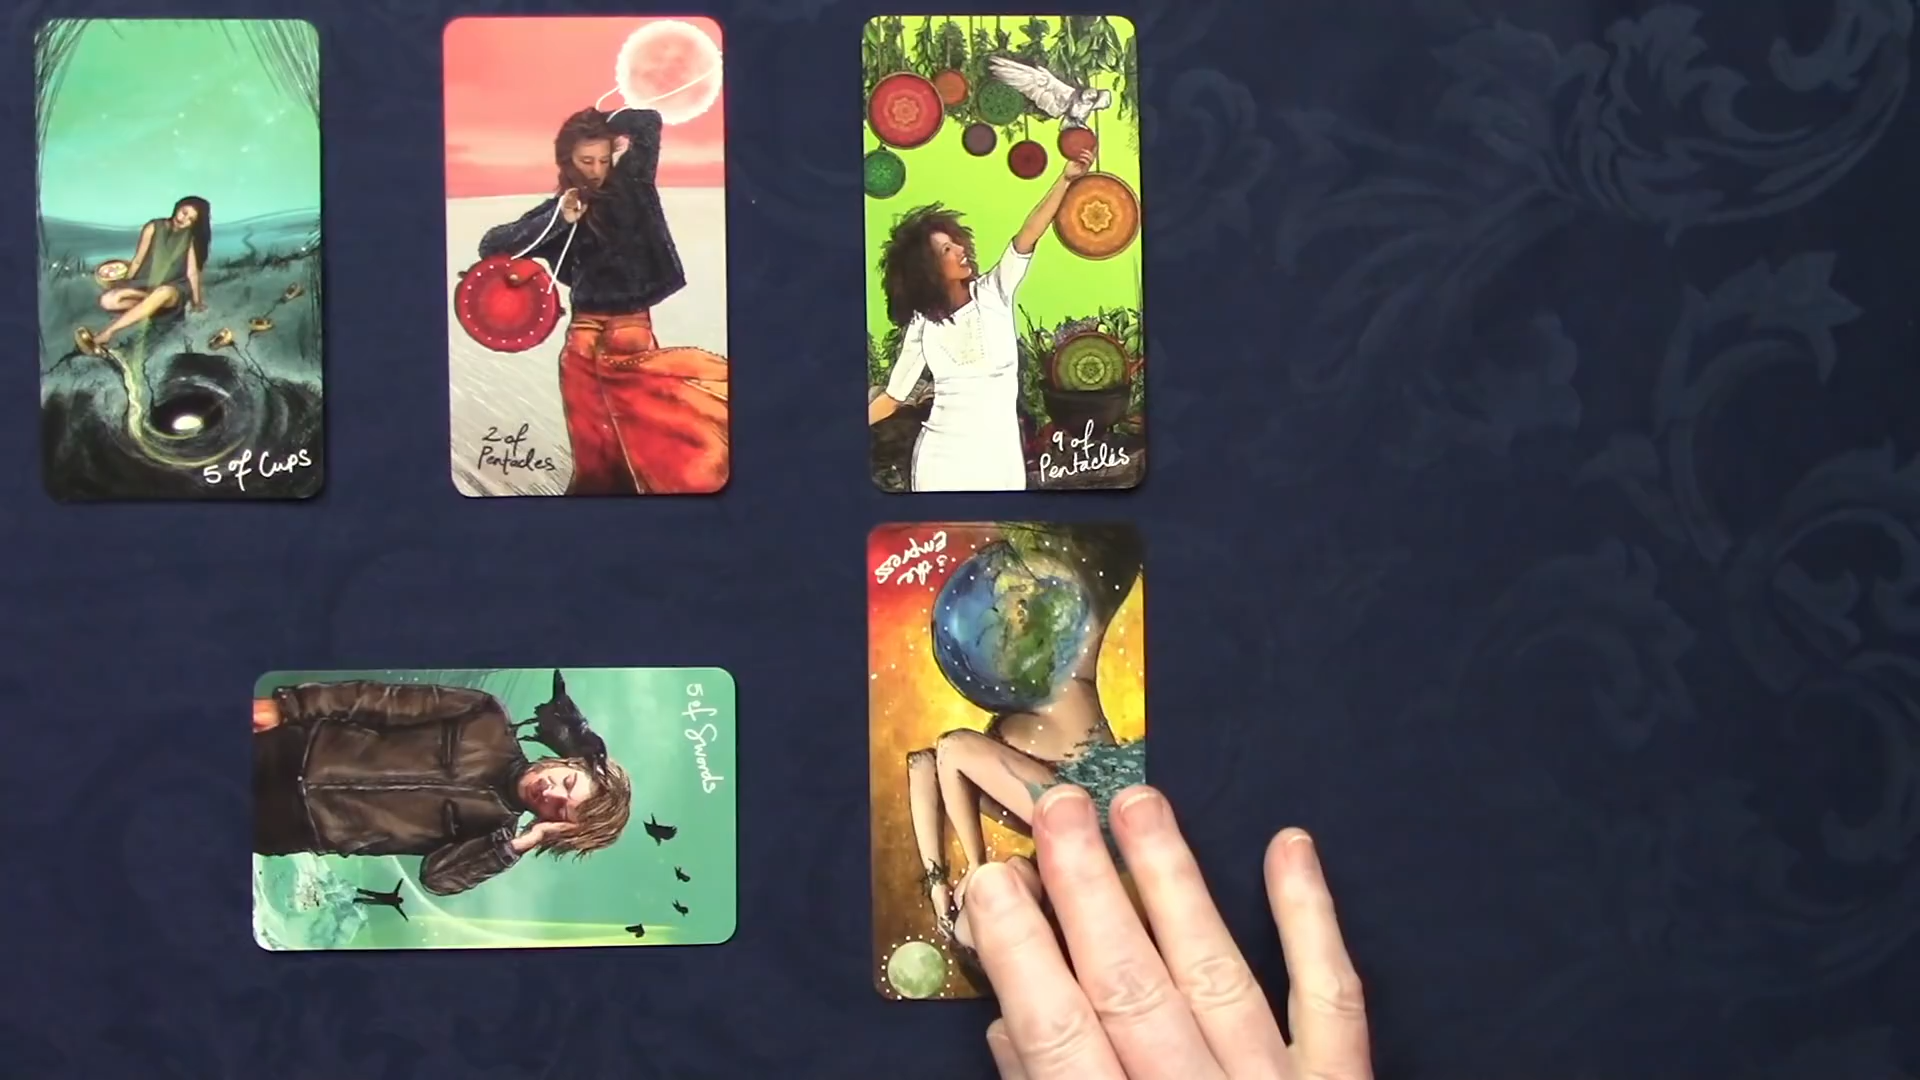 5 of Cups
2 of
Pentacles
9 of
Pentacles
5 of Swords
: the
Empress